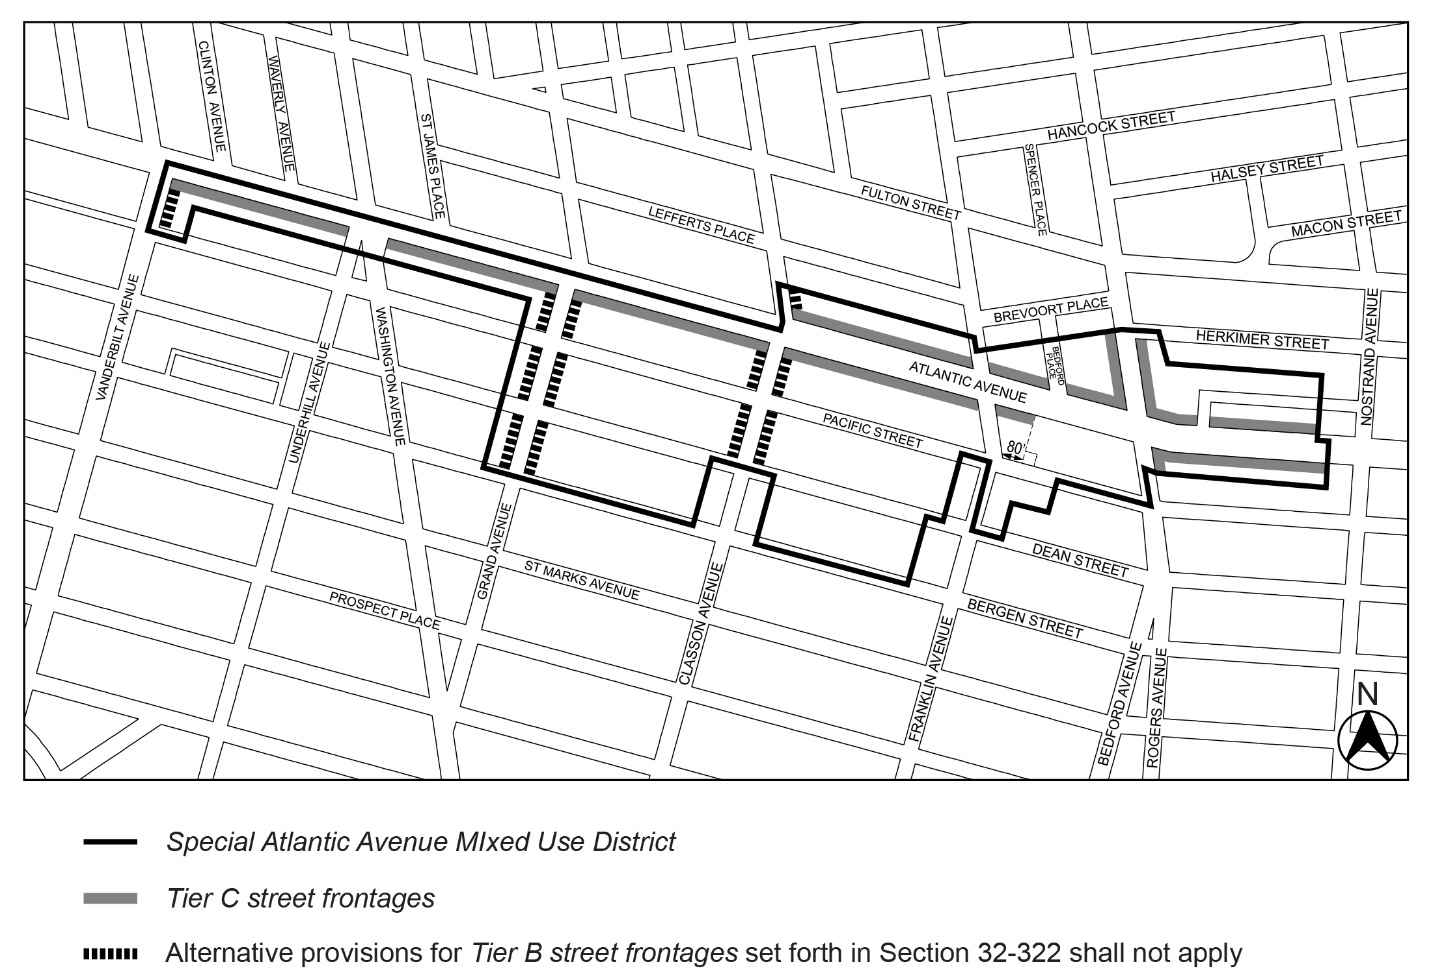 CLINTON AVENUE
WAVERLY AVENUE
ST JAMES PLACE
LEFFERTS PLACE
FULTON STREET
SPENCER PLACE
HANCOCK STREET
HALSEY STREET
MACON STREET
BREVOORT PLACE
BEDFORD
PLACE
HERKIMER STREET
NOSTRAND AVENUE
ATLANTIC AVENUE
PACIFIC STREET
80'
VANDERBILT AVENUE
UNDERHILL AVENUE
WASHINGTON AVENUE
GRAND AVENUE
ST MARKS AVENUE
PROSPECT PLACE
CLASSON AVENUE
FRANKLIN AVENUE
DEAN STREET
BERGEN STREET
BEDFORD AVENUE
ROGERS AVENUE
N
Special Atlantic Avenue MIxed Use District
Tier C street frontages
Alternative provisions for Tier B street frontages set forth in Section 32-322 shall not apply